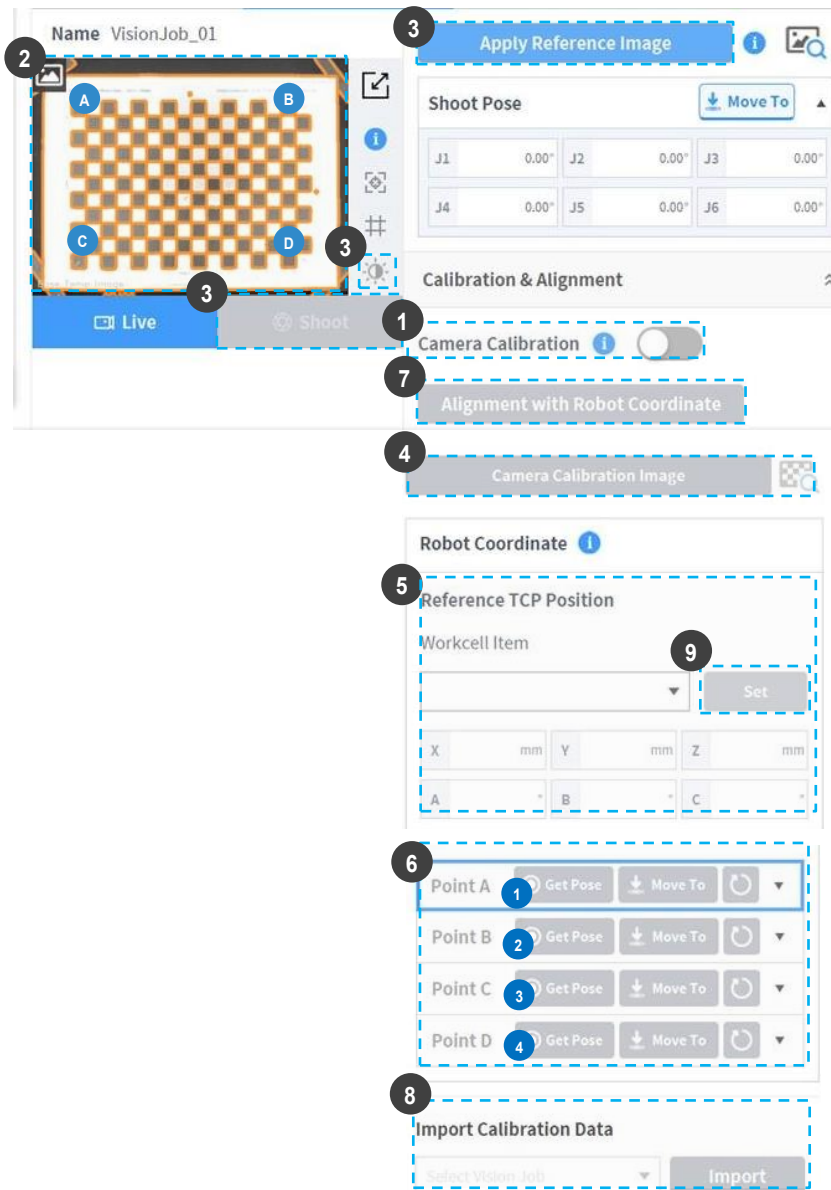 Name VisionJob_01
2
A
B
C
D
3
Live
3
Shoot
3
Apply Reference Image
Shoot Pose
Move To
J1 0.00° J2 0.00° J3 0.00°
J4 0.00° J5 0.00° J6 0.00°
Calibration & Alignment
1
Camera Calibration
7
Alignment with Robot Coordinate
4
Camera Calibration Image
Robot Coordinate
5
Reference TCP Position
Workcell Item
9
Set
X mm Y mm Z mm
A ° B ° C °
6
Point A 1 Get Pose Move To
Point B 2 Get Pose Move To
Point C 3 Get Pose Move To
Point D 4 Get Pose Move To
8
Import Calibration Data
Select Vision Job Import